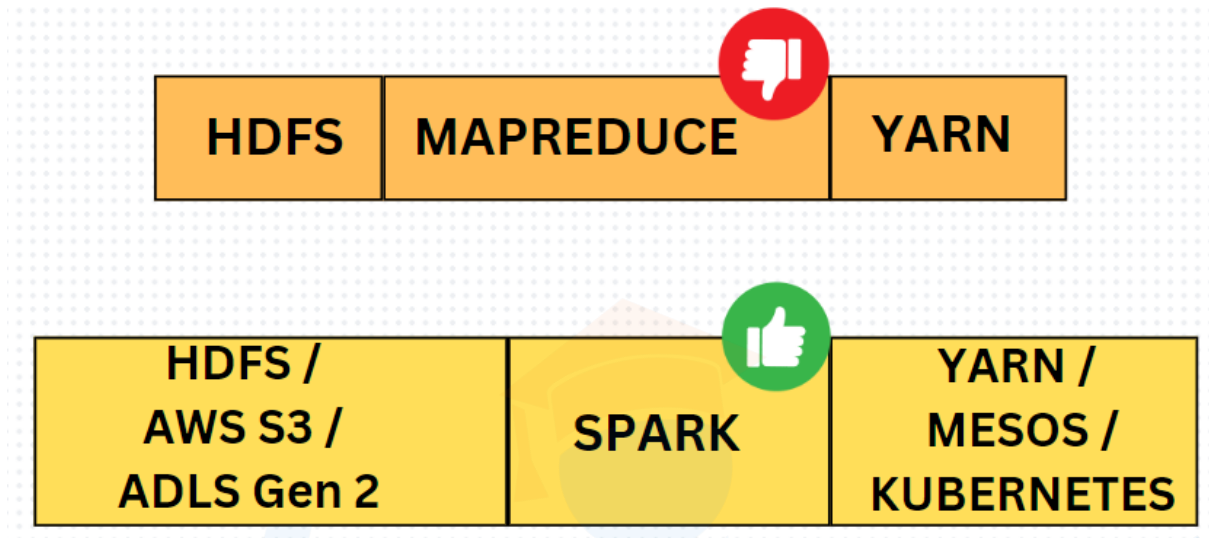 HDFS
MAPREDUCE
YARN
HDFS /
AWS S3 /
ADLS Gen 2
SPARK
YARN /
MESOS /
KUBERNETES